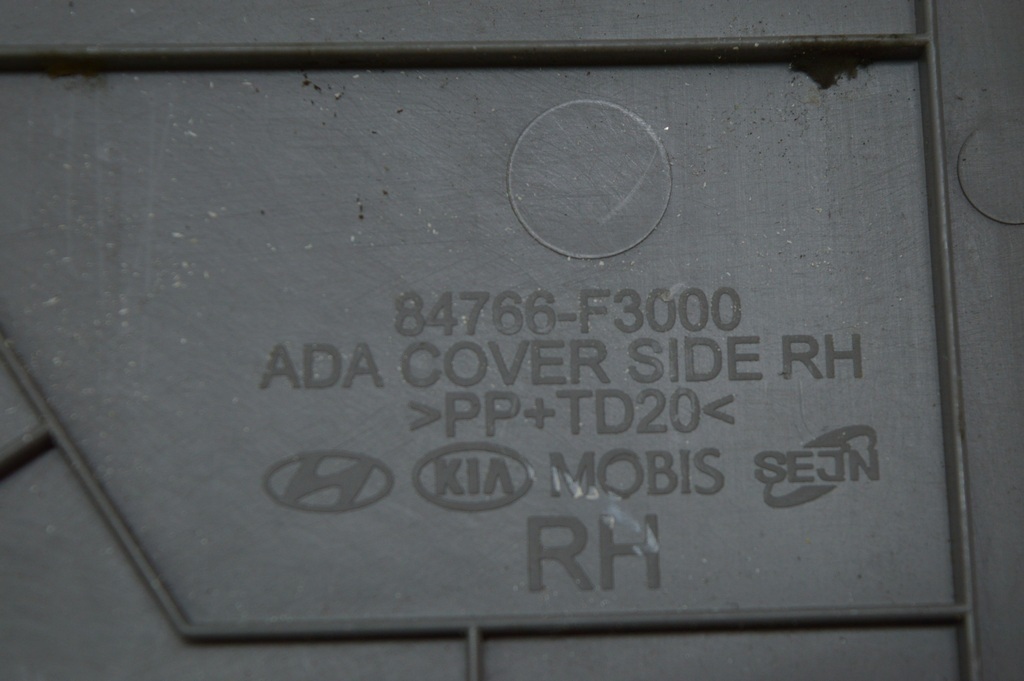 84766-F3000
ADA COVER SIDE RH
>PP+TD20<
KIA MOBIS SEJN
RH